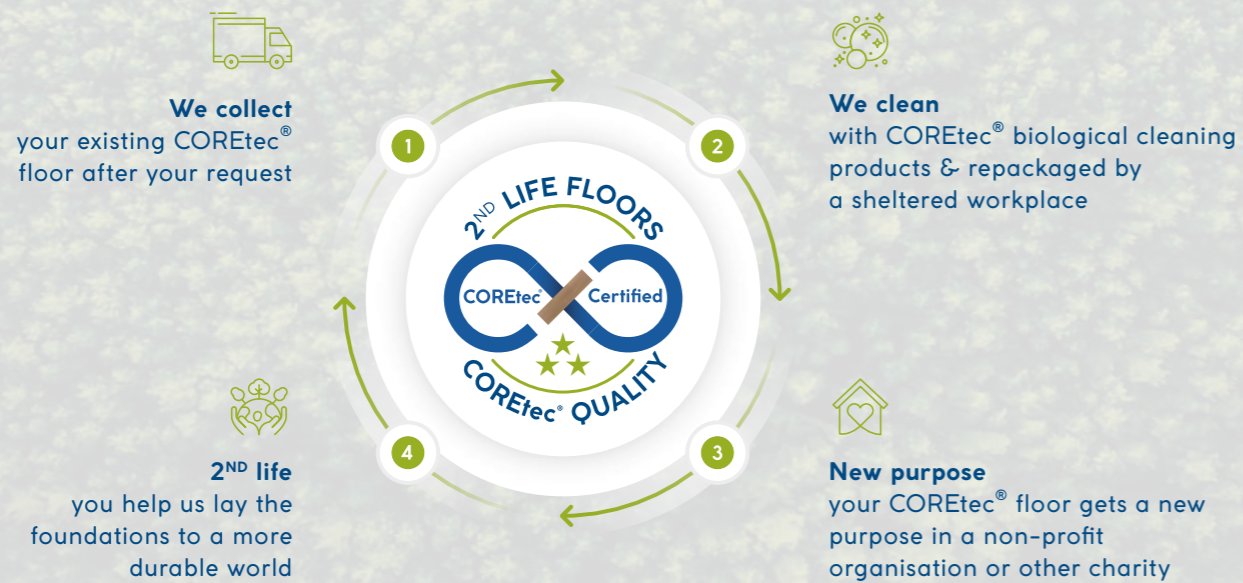 We collect
your existing COREtec®
floor after your request
1
2
We clean
with COREtec® biological cleaning
products & repackaged by
a sheltered workplace
2ND LIFE FLOORS
COREtec® Certified
COREtec® QUALITY
4
3
2ND life
you help us lay the
foundations to a more
durable world
New purpose
your COREtec® floor gets a new
purpose in a non-profit
organisation or other charity